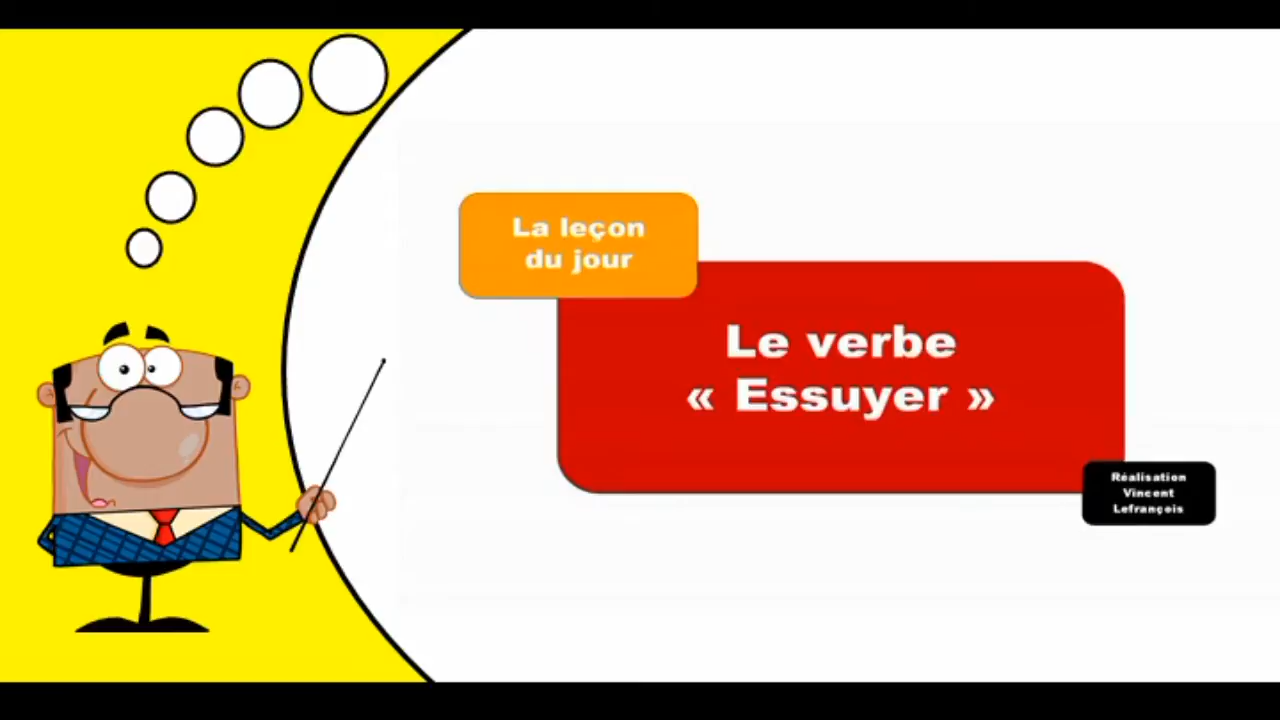 La leçon
du jour
Le verbe
« Essuyer »
Réalisation
Vincent
Lefrançois